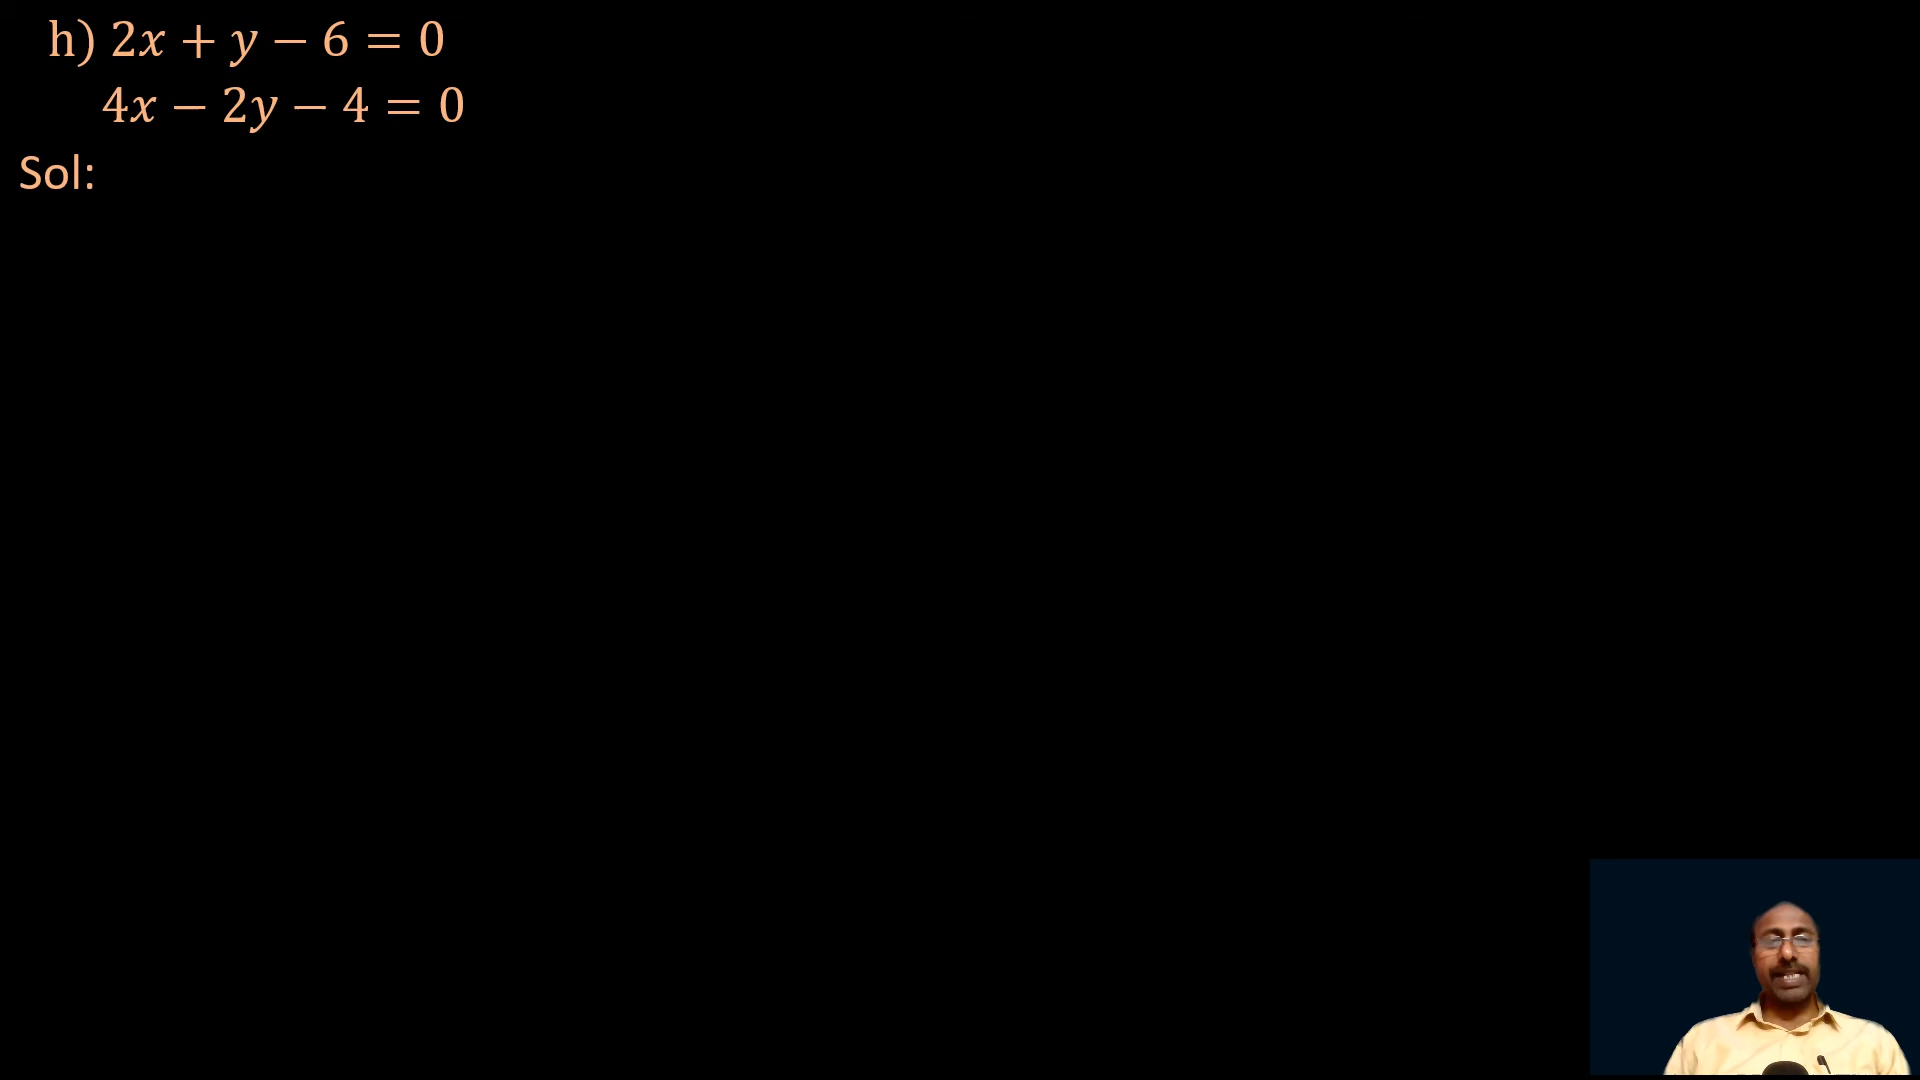 h) 2x + y − 6 = 0
4x − 2y − 4 = 0
Sol: